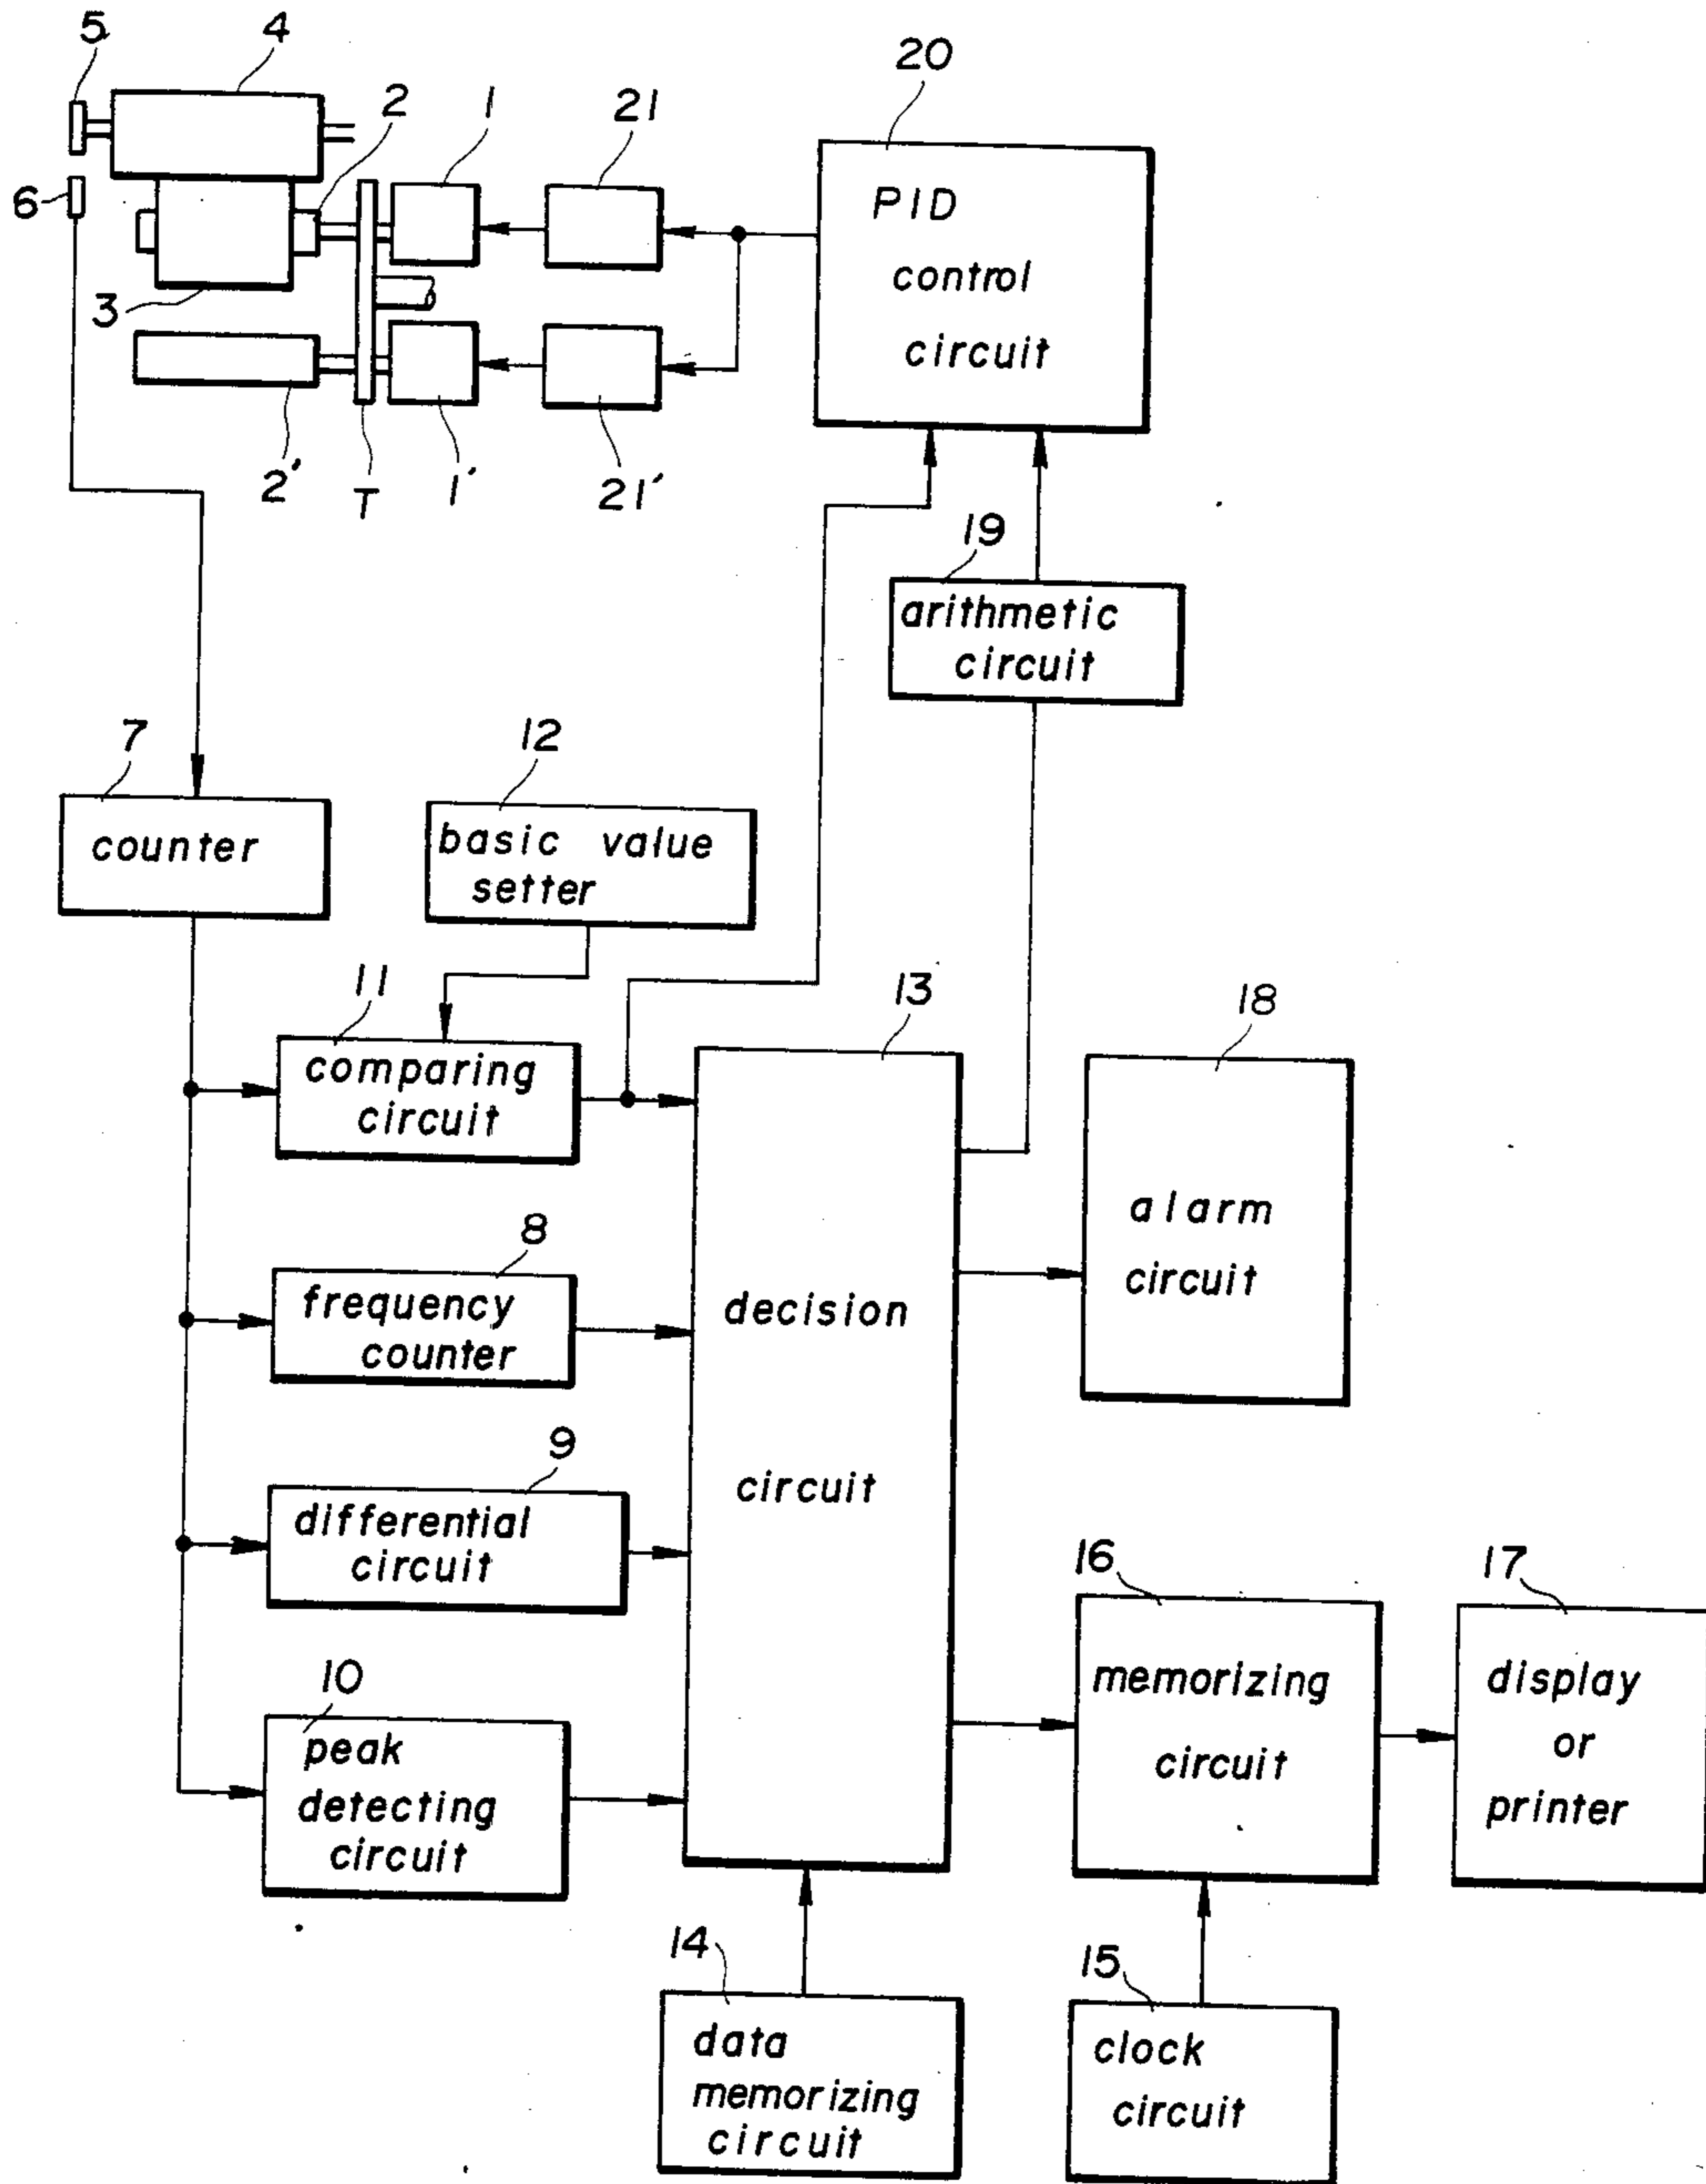 5
4
2
1
21
20
6
PID
control
circuit
3
2'
T
1'
21'
19
arithmetic
circuit
7
counter
12
basic value
setter
11
comparing
circuit
13
decision
circuit
18
alarm
circuit
8
frequency
counter
9
differential
circuit
10
peak
detecting
circuit
16
memorizing
circuit
17
display
or
printer
14
data
memorizing
circuit
15
clock
circuit